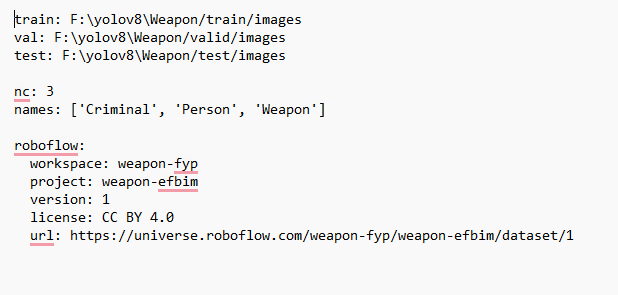 train: F:\yolov8\Weapon/train/images
val: F:\yolov8\Weapon/valid/images
test: F:\yolov8\Weapon/test/images
nc: 3
names: ['Criminal', 'Person', 'Weapon']
roboflow:
workspace: weapon-fyp
project: weapon-efbim
version: 1
license: CC BY 4.0
url: https://universe.roboflow.com/weapon-fyp/weapon-efbim/dataset/1